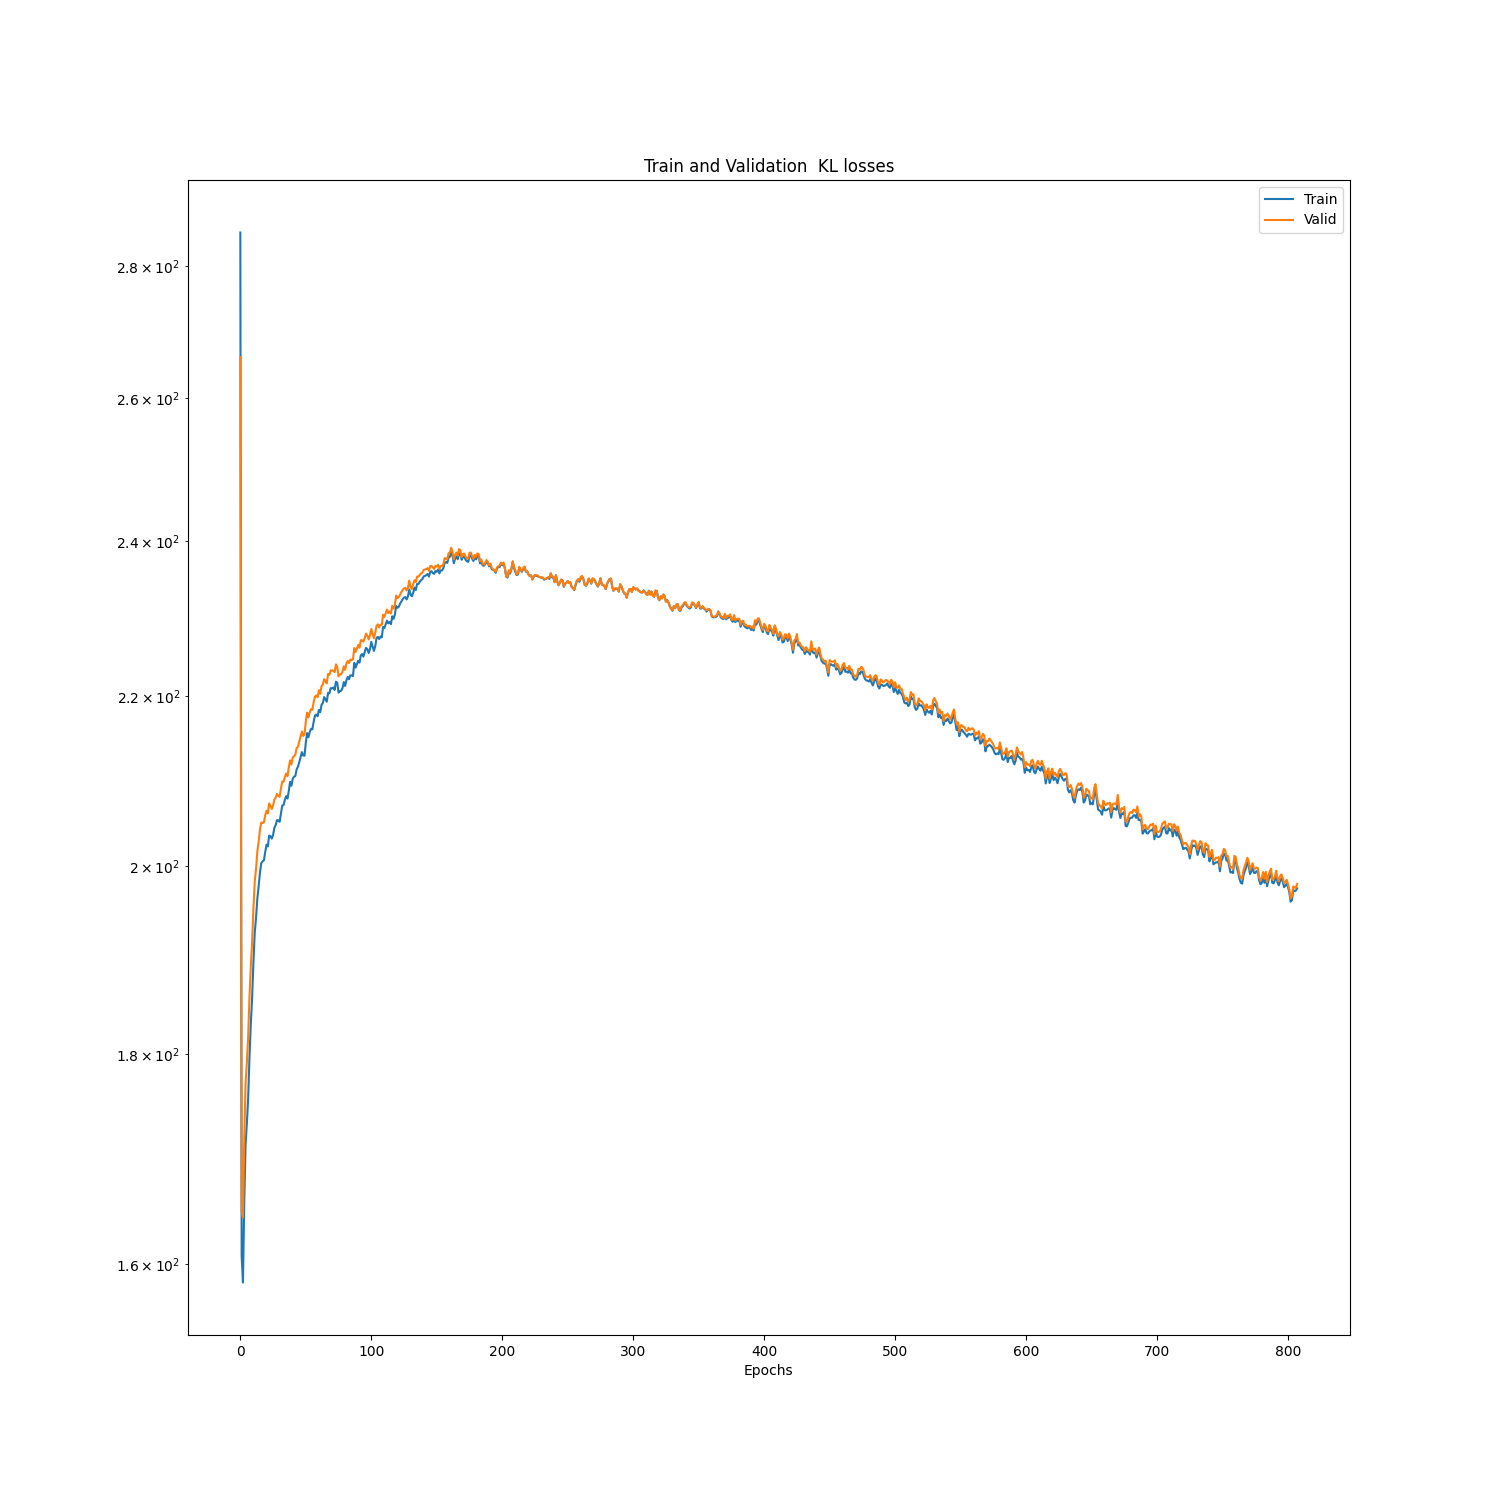 Train and Validation  KL losses
Train
Valid
2.8 × 10²
2.6 × 10²
2.4 × 10²
2.2 × 10²
2 × 10²
1.8 × 10²
1.6 × 10²
0 100 200 300 400 500 600 700 800
Epochs